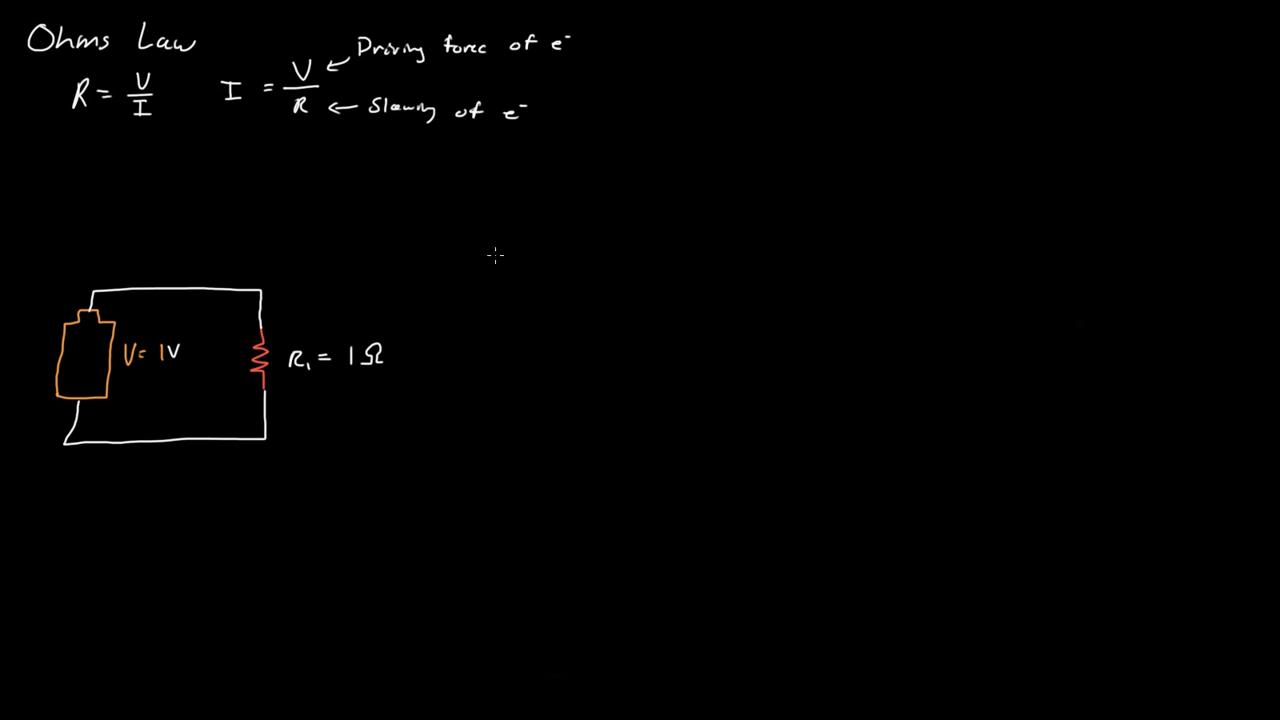 Ohms Law
R = V/I
I = V/R
Driving force of e⁻
Slowing of e⁻
V = 1V
R₁ = 1Ω